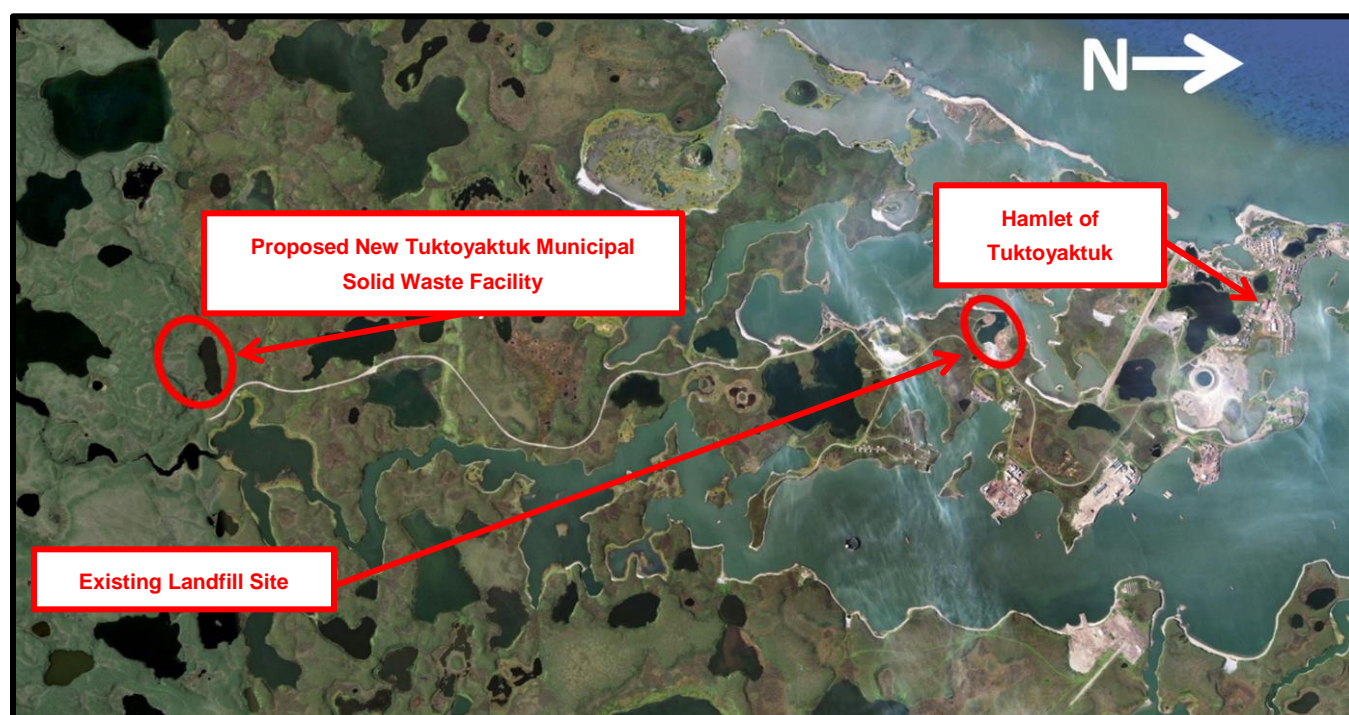 N
Proposed New Tuktoyaktuk Municipal
Solid Waste Facility
Hamlet of
Tuktoyaktuk
Existing Landfill Site